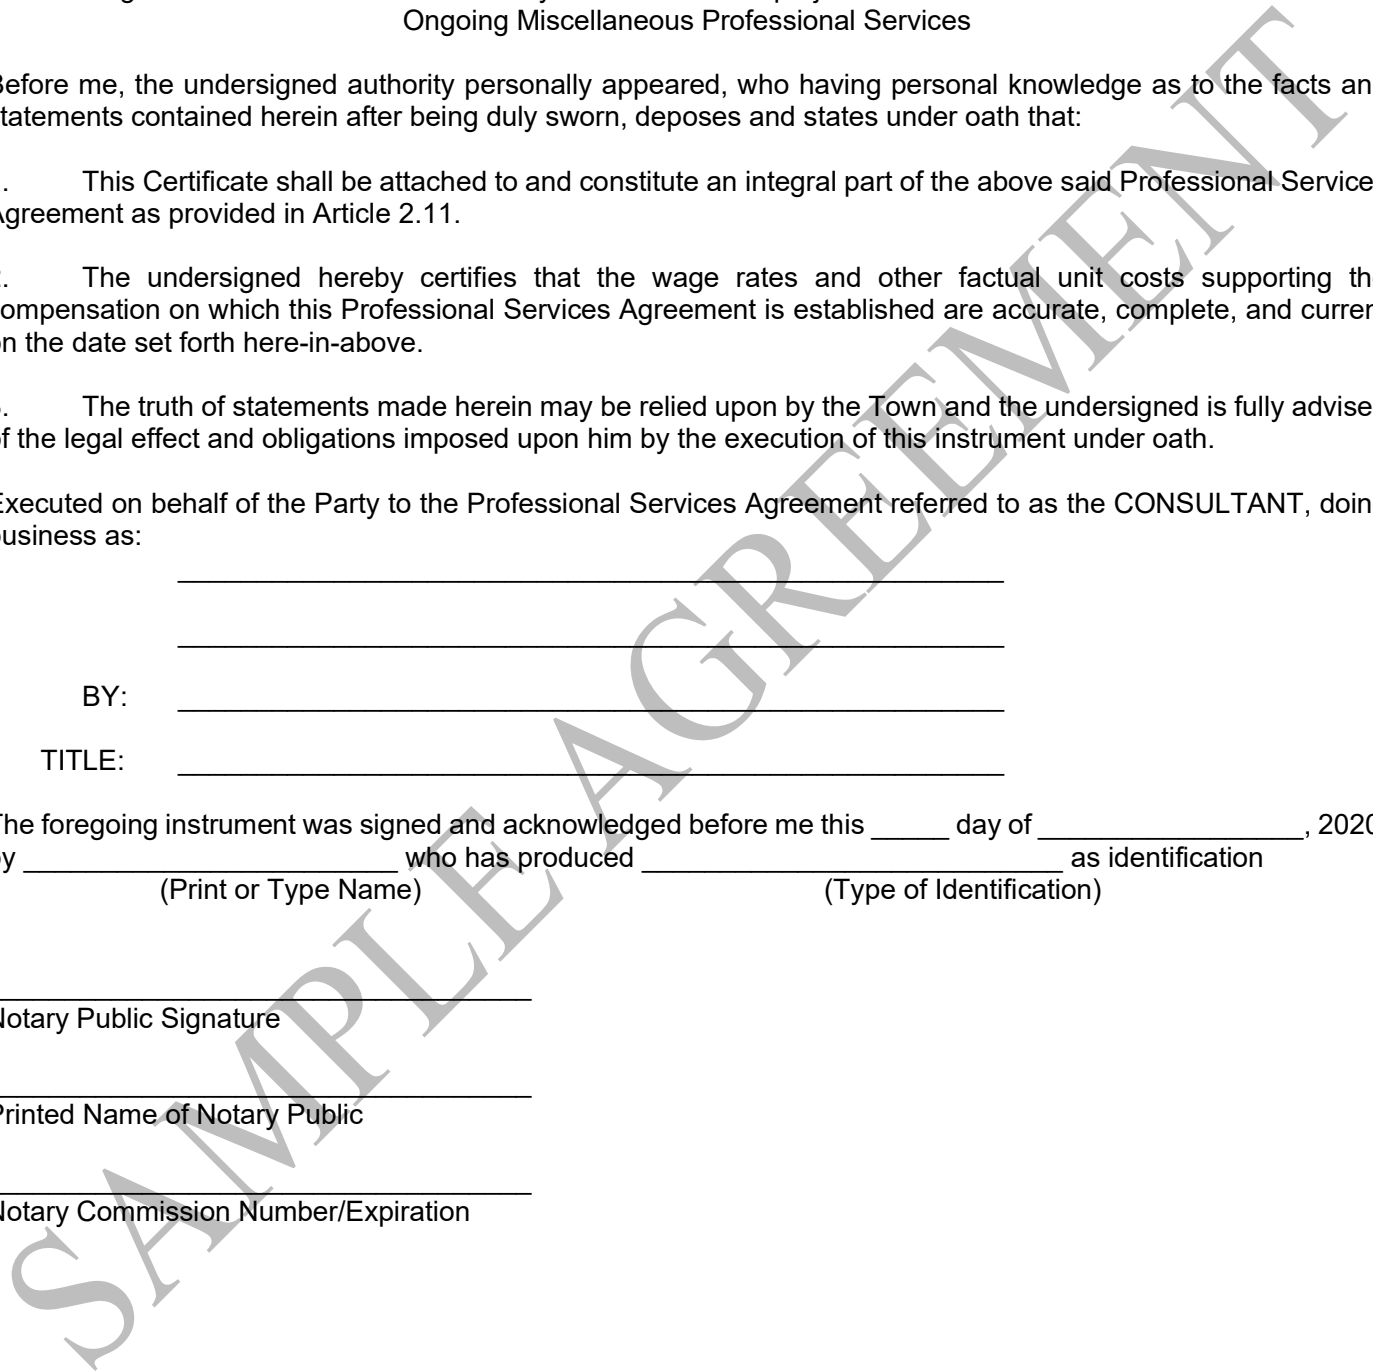 Ongoing Miscellaneous Professional Services
Before me, the undersigned authority personally appeared, who having personal knowledge as to the facts an
tatements contained herein after being duly sworn, deposes and states under oath that:
. This Certificate shall be attached to and constitute an integral part of the above said Professional Service
Agreement as provided in Article 2.11.
. The undersigned hereby certifies that the wage rates and other factual unit costs supporting the
ompensation on which this Professional Services Agreement is established are accurate, complete, and curren
on the date set forth here-in-above.
. The truth of statements made herein may be relied upon by the Town and the undersigned is fully advise
of the legal effect and obligations imposed upon him by the execution of this instrument under oath.
Executed on behalf of the Party to the Professional Services Agreement referred to as the CONSULTANT, doin
business as:
BY: ____________________
TITLE: ____________________
The foregoing instrument was signed and acknowledged before me this _____ day of _________________, 2020
by ________________________ who has produced ___________________________ as identification
(Print or Type Name) (Type of Identification)
Notary Public Signature
Printed Name of Notary Public
Notary Commission Number/Expiration
SAMPLE AGREEMENT